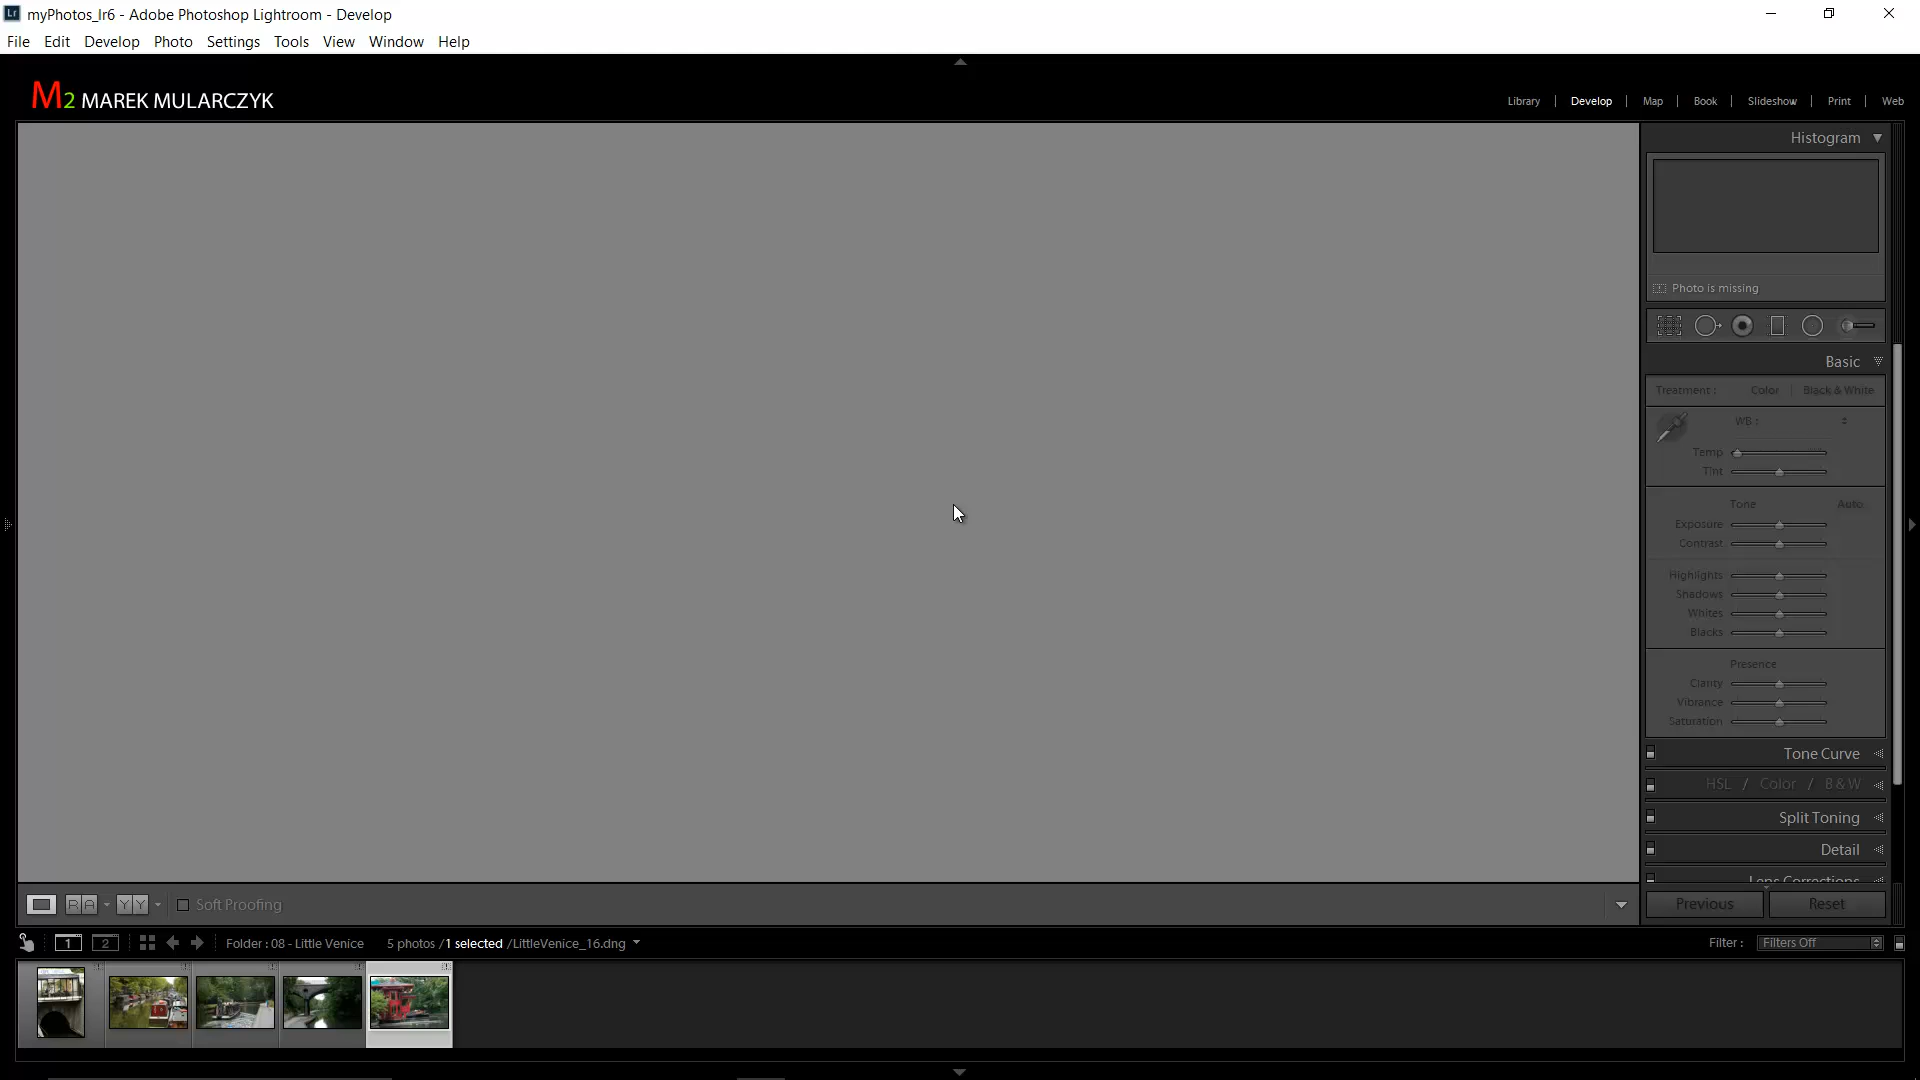 myPhotos_lr6 - Adobe Photoshop Lightroom - Develop
File Edit Develop Photo Settings Tools View Window Help
M2 MAREK MULARCZYK
Library | Develop | Map | Book | Slideshow | Print | Web
Histogram
Photo is missing
Basic
Treatment : Color | Black & White
WB :
Temp
Tint
Tone Auto
Exposure
Contrast
Highlights
Shadows
Whites
Blacks
Presence
Clarity
Vibrance
Saturation
Tone Curve
HSL / Color / B & W
Split Toning
Detail
Lens Corrections
R A Y Y Soft Proofing
Previous Reset
1 2 Folder : 08 - Little Venice 5 photos / 1 selected / LittleVenice_16.dng Filter : Filters Off